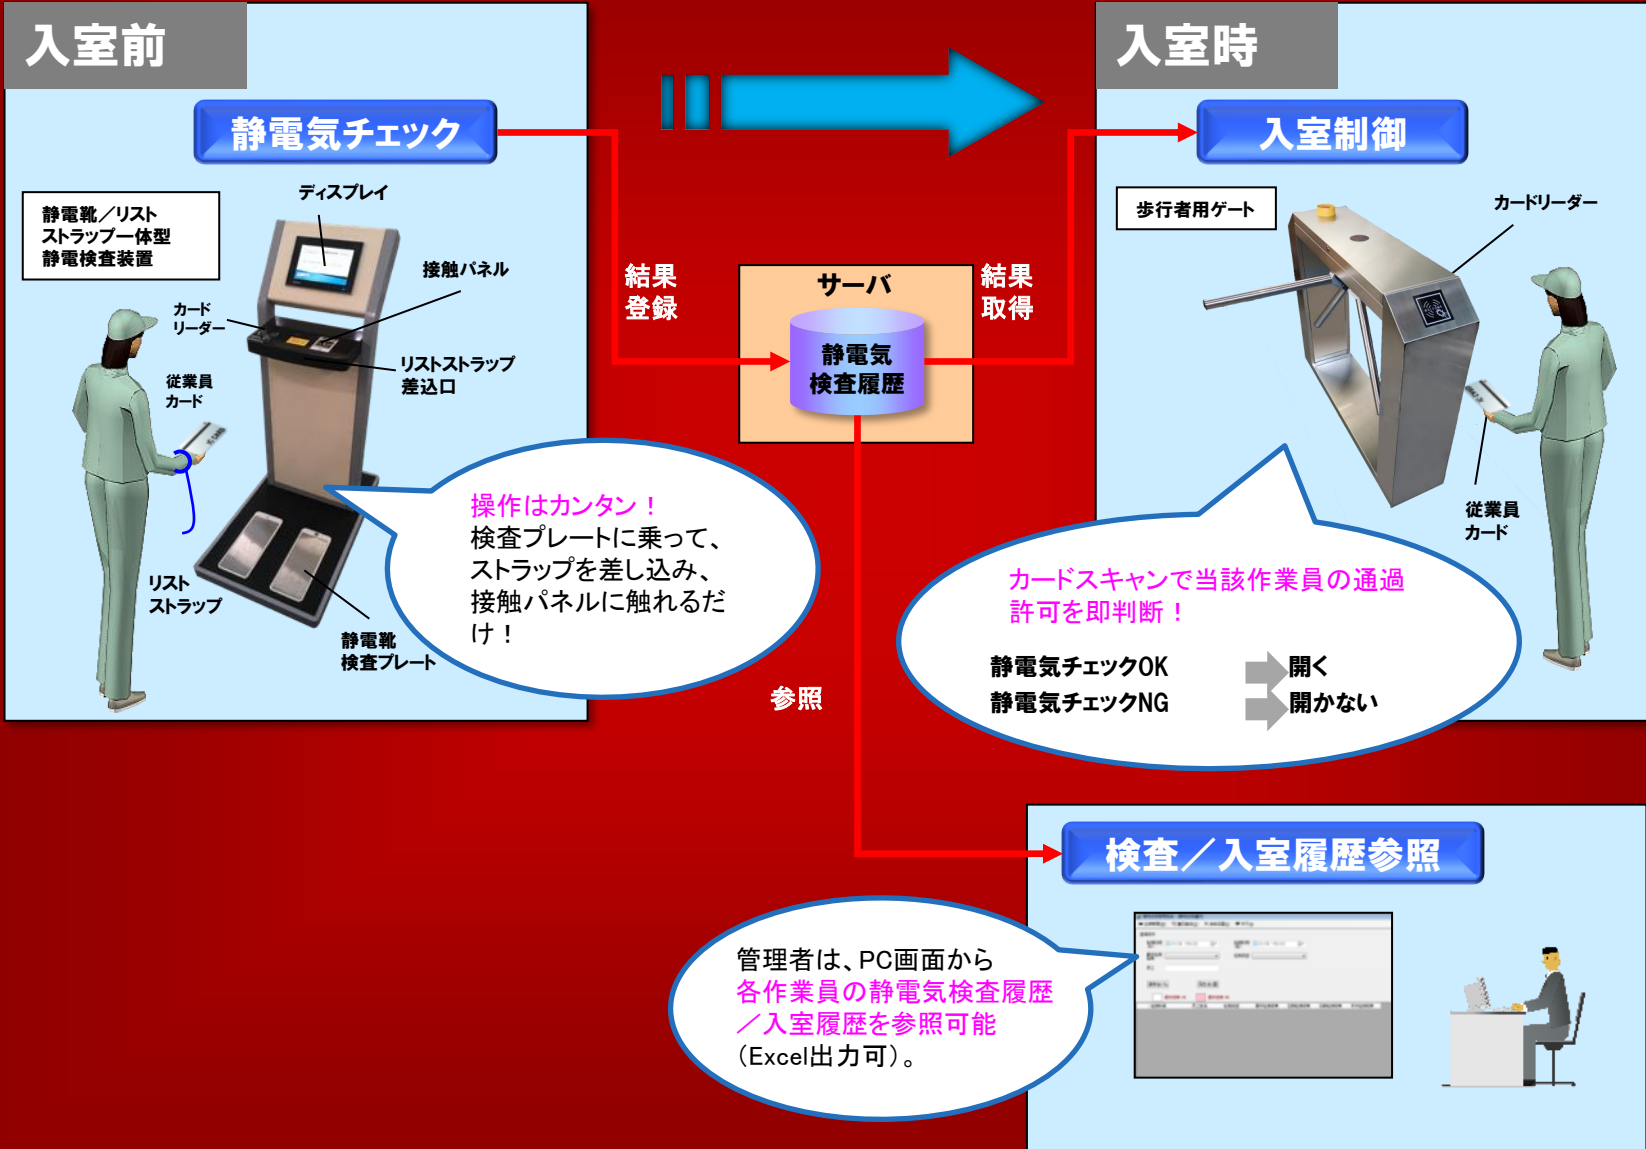 入室前
静電気チェック
静電靴／リスト
ストラップ一体型
静電検査装置
ディスプレイ
接触パネル
カード
リーダー
リストストラップ
差込口
従業員
カード
リスト
ストラップ
静電靴
検査プレート
操作はカンタン！
検査プレートに乗って、
ストラップを差し込み、
接触パネルに触れるだ
け！
結果
登録
サーバ
静電気
検査履歴
結果
取得
参照
入室時
入室制御
歩行者用ゲート
カードリーダー
従業員
カード
カードスキャンで当該作業員の通過
許可を即判断！
静電気チェックOK 開く
静電気チェックNG 開かない
検査／入室履歴参照
管理者は、PC画面から
各作業員の静電気検査履歴
／入室履歴を参照可能
（Excel出力可）。